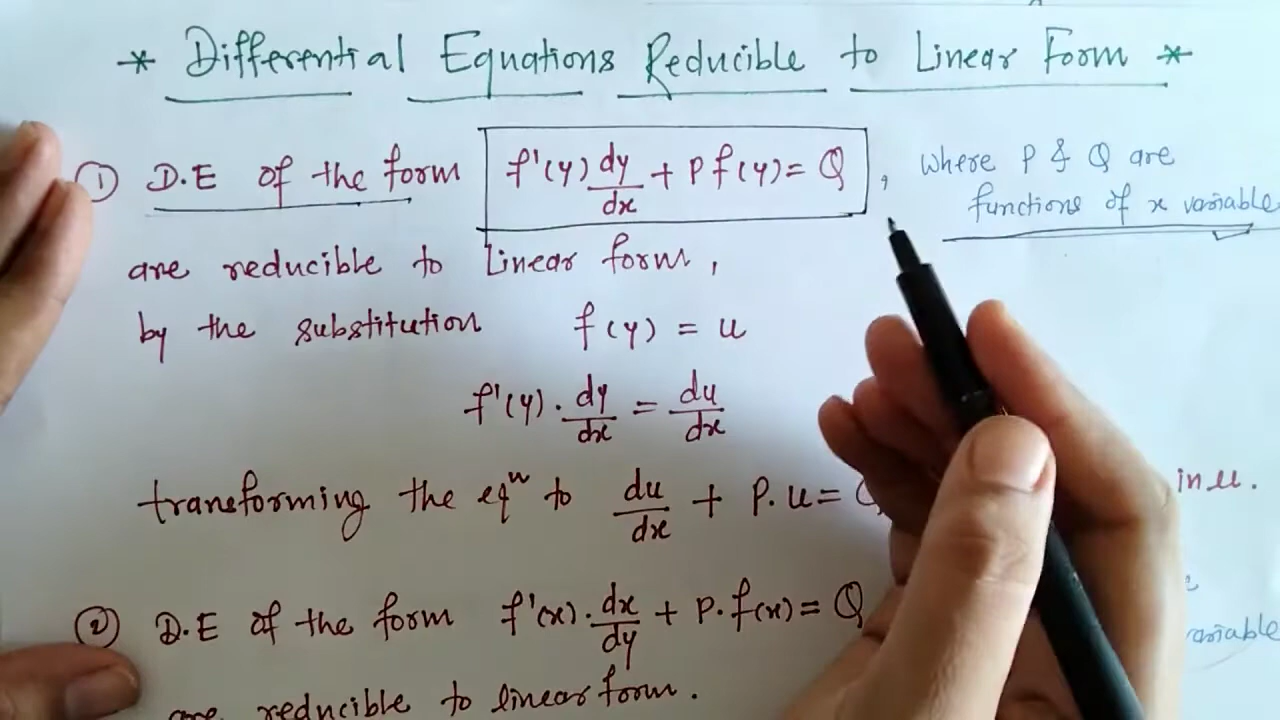 * Differential Equations Reducible to Linear Form *
① D.E of the form f'(y) dy/dx + P f(y) = Q , where P & Q are
functions of x variable
are reducible to linear form,
by the substitution f(y) = u
f'(y) . dy/dx = du/dx
transforming the eqⁿ to du/dx + P. u = in u.
② D.E of the form f'(x) . dx/dy + P. f(x) = Q
variable
are reducible to linear form.